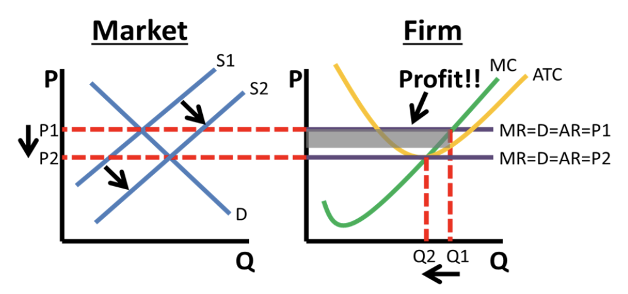 Market
P
S1
S2
P1
P2
D
Q
Firm
P
Profit!!
MC
ATC
MR=D=AR=P1
MR=D=AR=P2
Q2
Q1
Q